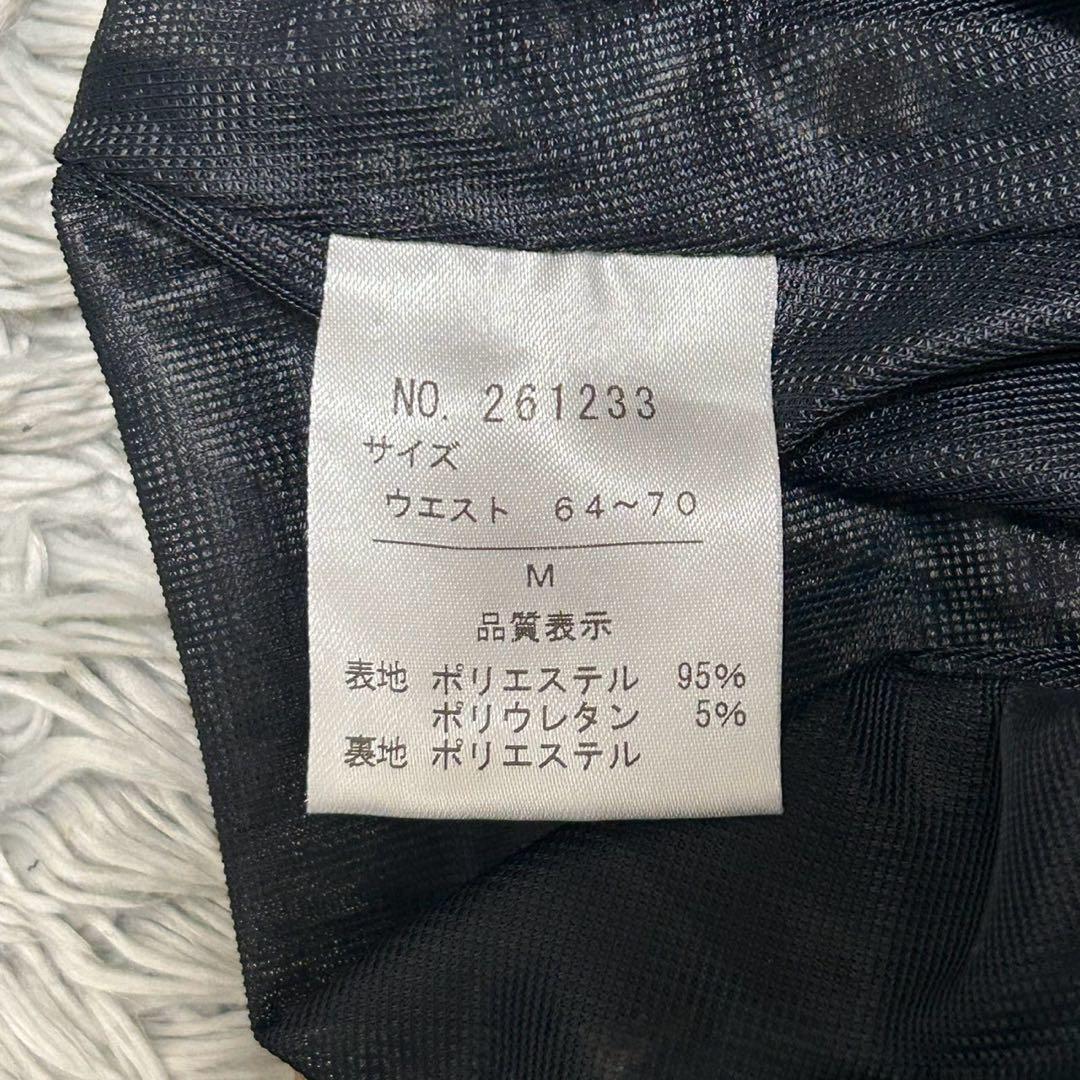 NO. 261233
サイズ
ウエスト 64~70
M
品質表示
表地 ポリエステル 95%
ポリウレタン 5%
裏地 ポリエステル